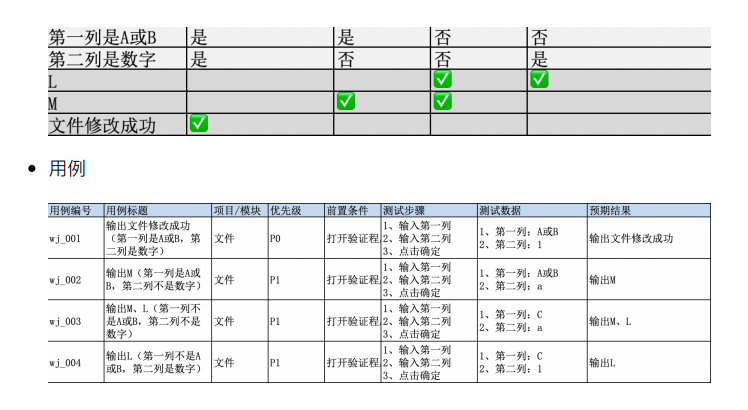 第一列是A或B 是 是 否 否
第二列是数字 是 否 否 是
L ✅ ✅
M ✅ ✅
文件修改成功 ✅
• 用例
用例编号 用例标题 项目/模块 优先级 前置条件 测试步骤 测试数据 预期结果
wj_001 输出文件修改成功（第一列是A或B，第二列是数字） 文件 P0 打开验证程 1、输入第一列 2、输入第二列 3、点击确定 1、第一列：A或B 2、第二列：1 输出文件修改成功
wj_002 输出M（第一列是A或B，第二列不是数字） 文件 P1 打开验证程 1、输入第一列 2、输入第二列 3、点击确定 1、第一列：A或B 2、第二列：a 输出M
wj_003 输出M、L（第一列不是A或B，第二列不是数字） 文件 P1 打开验证程 1、输入第一列 2、输入第二列 3、点击确定 1、第一列：C 2、第二列：a 输出M、L
wj_004 输出L（第一列不是A或B，第二列是数字） 文件 P1 打开验证程 1、输入第一列 2、输入第二列 3、点击确定 1、第一列：C 2、第二列：1 输出L